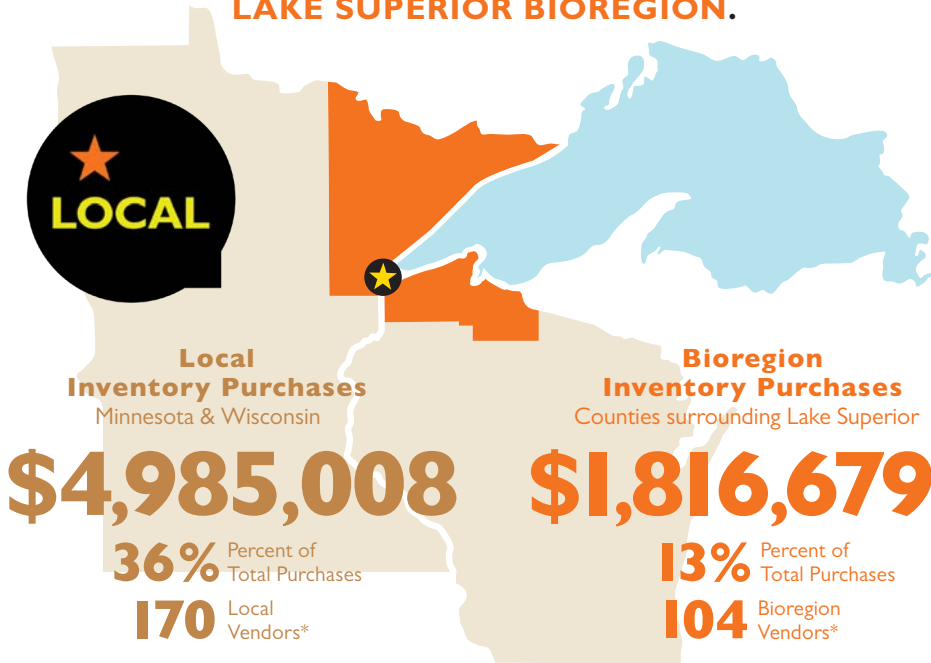 LAKE SUPERIOR BIOREGION.
LOCAL
Local
Inventory Purchases
Minnesota & Wisconsin
$4,985,008
36% Percent of
Total Purchases
170 Local
Vendors*
Bioregion
Inventory Purchases
Counties surrounding Lake Superior
$1,816,679
13% Percent of
Total Purchases
104 Bioregion
Vendors*